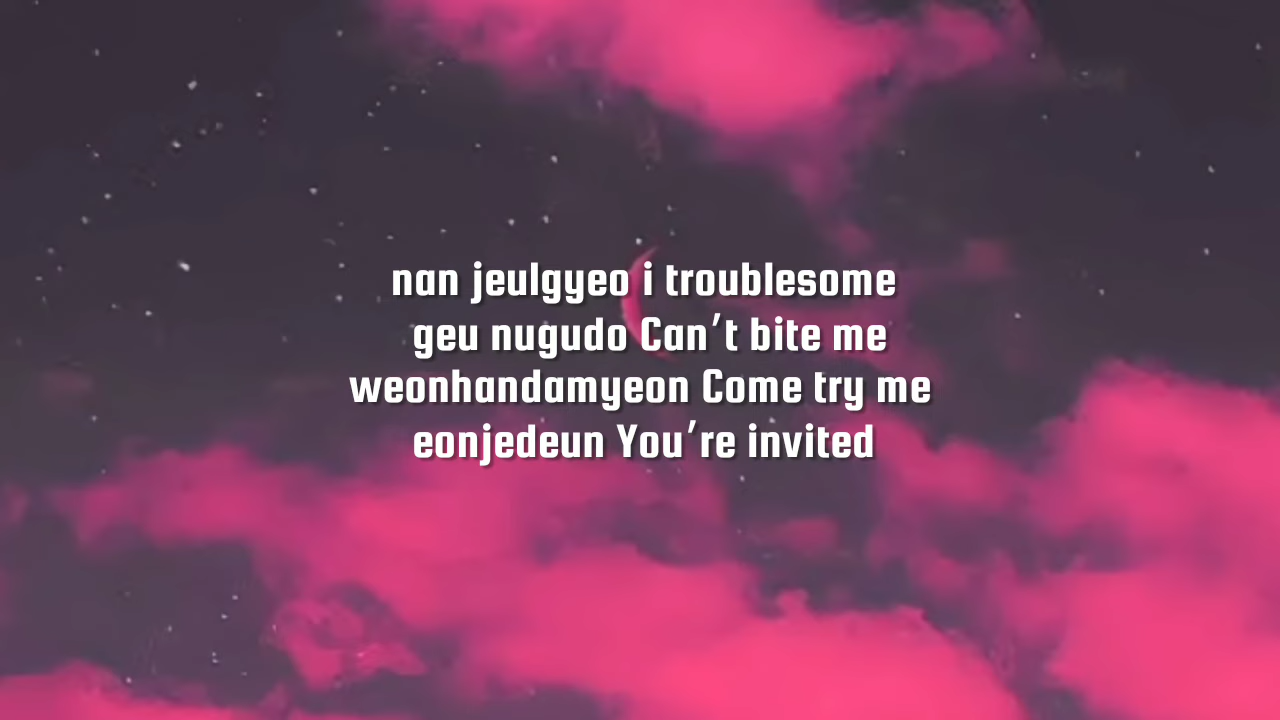 nan jeulgyeo i troublesome
geu nugudo Can't bite me
weonhandamyeon Come try me
eonjedeun You're invited